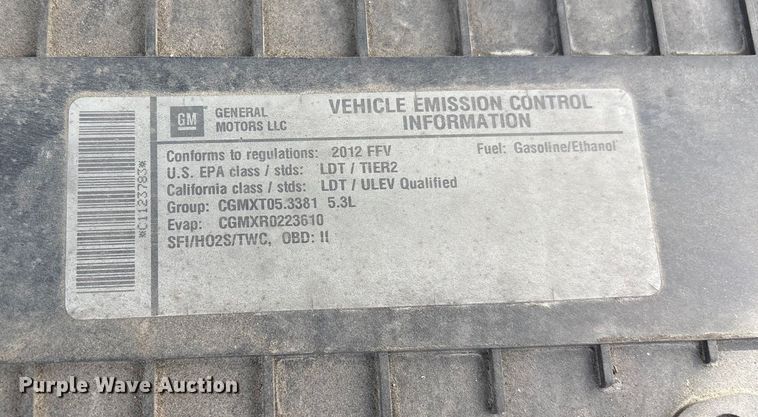 GM
GENERAL MOTORS LLC
VEHICLE EMISSION CONTROL INFORMATION
Conforms to regulations: 2012 FFV Fuel: Gasoline/Ethanol
U.S. EPA class / stds: LDT / TIER2
California class / stds: LDT / ULEV Qualified
Group: CGMXT05.3381 5.3L
Evap: CGMXR0223610
SFI/HO2S/TWC, OBD: II
*C1123783*
Purple Wave Auction